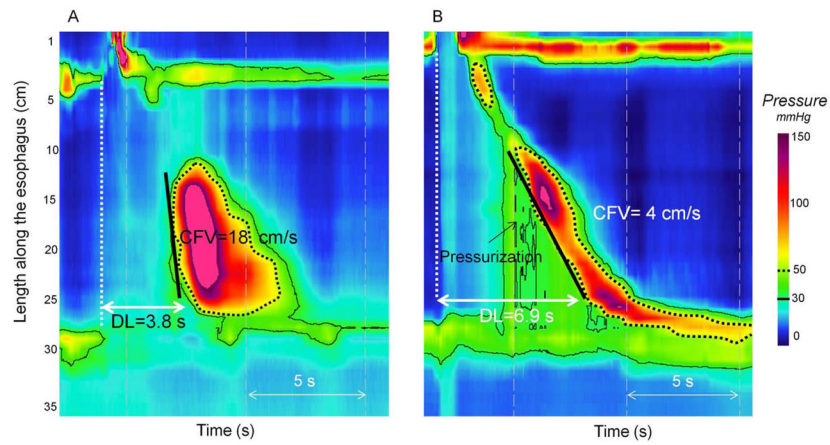 A
B
Length along the esophagus (cm)
1
5
10
15
20
25
30
35
CFV=18 cm/s
DL=3.8 s
5 s
Time (s)
CFV= 4 cm/s
Pressurization
DL=6.9 s
5 s
Time (s)
Pressure
mmHg
150
100
50
30
0